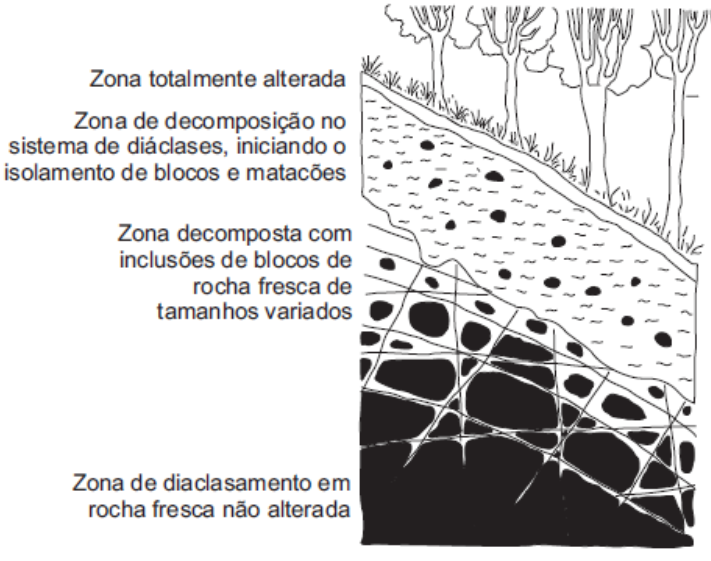 Zona totalmente alterada
Zona de decomposição no
sistema de diáclases, iniciando o
isolamento de blocos e matacões
Zona decomposta com
inclusões de blocos de
rocha fresca de
tamanhos variados
Zona de diaclasamento em
rocha fresca não alterada